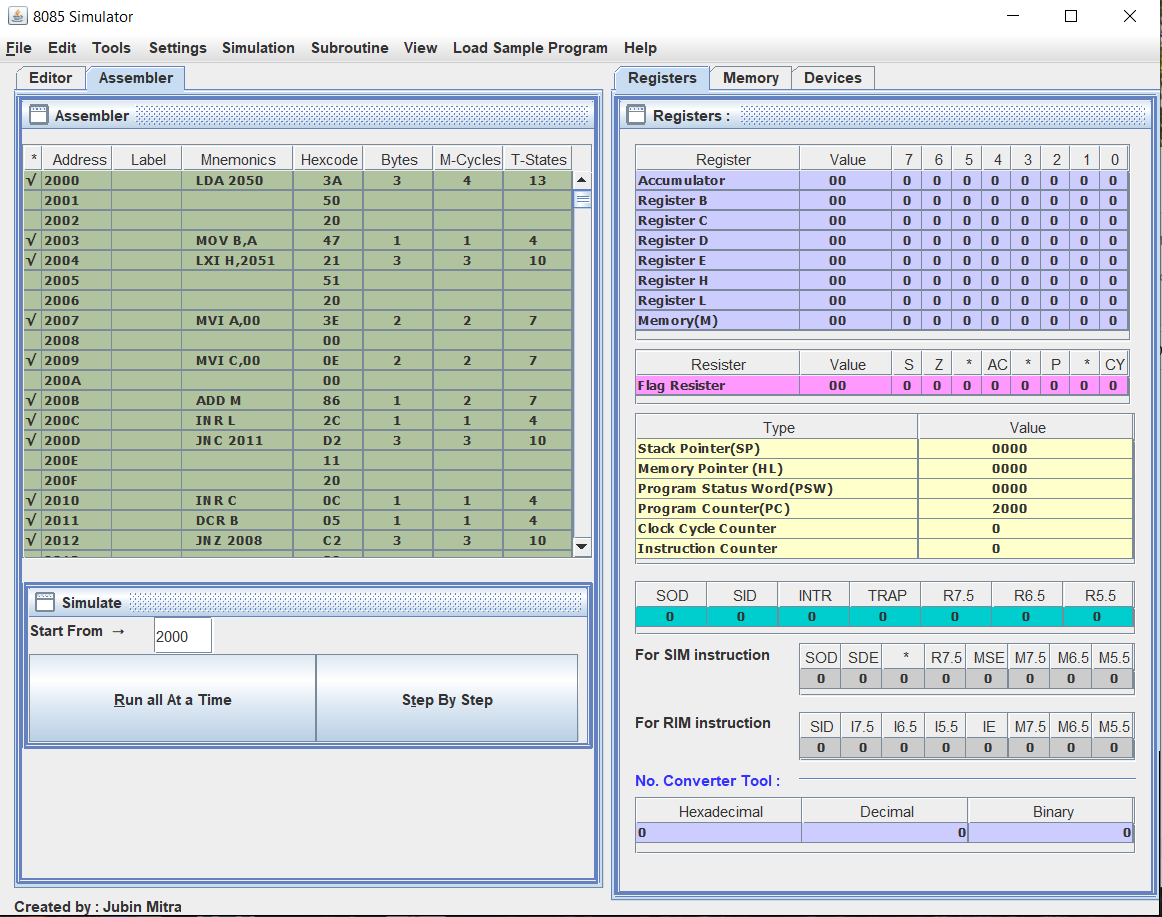 8085 Simulator
File Edit Tools Settings Simulation Subroutine View Load Sample Program Help
Editor Assembler
Assembler
* Address Label Mnemonics Hexcode Bytes M-Cycles T-States
√ 2000 LDA 2050 3A 3 4 13
2001 50
2002 20
√ 2003 MOV B,A 47 1 1 4
√ 2004 LXI H,2051 21 3 3 10
2005 51
2006 20
√ 2007 MVI A,00 3E 2 2 7
2008 00
√ 2009 MVI C,00 0E 2 2 7
200A 00
√ 200B ADD M 86 1 2 7
√ 200C INR L 2C 1 1 4
√ 200D JNC 2011 D2 3 3 10
200E 11
200F 20
√ 2010 INR C 0C 1 1 4
√ 2011 DCR B 05 1 1 4
√ 2012 JNZ 2008 C2 3 3 10
Simulate
Start From → 2000
Run all At a Time Step By Step
Created by : Jubin Mitra
Registers Memory Devices
Registers :
Register Value 7 6 5 4 3 2 1 0
Accumulator 00 0 0 0 0 0 0 0 0
Register B 00 0 0 0 0 0 0 0 0
Register C 00 0 0 0 0 0 0 0 0
Register D 00 0 0 0 0 0 0 0 0
Register E 00 0 0 0 0 0 0 0 0
Register H 00 0 0 0 0 0 0 0 0
Register L 00 0 0 0 0 0 0 0 0
Memory(M) 00 0 0 0 0 0 0 0 0
Resister Value S Z * AC * P * CY
Flag Resister 00 0 0 0 0 0 0 0 0
Type Value
Stack Pointer(SP) 0000
Memory Pointer (HL) 0000
Program Status Word(PSW) 0000
Program Counter(PC) 2000
Clock Cycle Counter 0
Instruction Counter 0
SOD SID INTR TRAP R7.5 R6.5 R5.5
0 0 0 0 0 0 0
For SIM instruction
SOD SDE * R7.5 MSE M7.5 M6.5 M5.5
0 0 0 0 0 0 0 0
For RIM instruction
SID I7.5 I6.5 I5.5 IE M7.5 M6.5 M5.5
0 0 0 0 0 0 0 0
No. Converter Tool :
Hexadecimal Decimal Binary
0 0 0